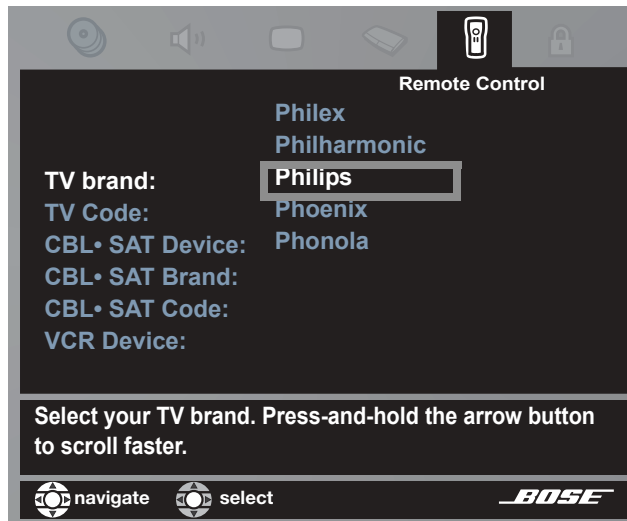 Remote Control
Philex
Philharmonic
TV brand: Philips
TV Code: Phoenix
CBL• SAT Device: Phonola
CBL• SAT Brand:
CBL• SAT Code:
VCR Device:
Select your TV brand. Press-and-hold the arrow button
to scroll faster.
navigate select BOSE